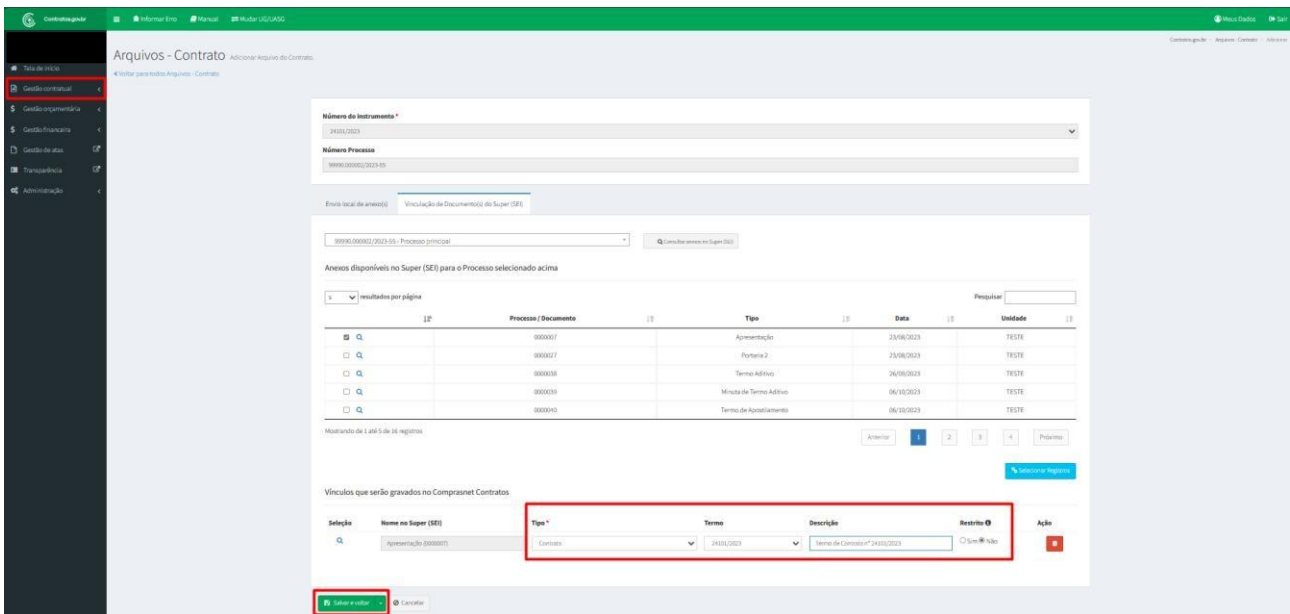 Contratos.gov.br
Informar Erro Manual Mudar UG/UASG
Meus Dados Sair
Contratos.gov.br Arquivos - Contrato Adicionar
Arquivos - Contrato Adicionar Arquivo do Contrato.
Voltar para todos Arquivos - Contrato
Tela de início
Gestão contratual
Gestão orçamentária
Gestão financeira
Gestão de atas
Transparência
Administração
Número do instrumento *
24101/2023
Número Processo
99990.000002/2023-55
Envio local de anexo(s) Vinculação de Documento(s) do Super (SEI)
99990.000002/2023-55 - Processo principal
Consultar anexos no Super (SEI)
Anexos disponíveis no Super (SEI) para o Processo selecionado acima
5 resultados por página
Pesquisar
Processo / Documento Tipo Data Unidade
0000007 Apresentação 23/08/2023 TESTE
0000027 Portaria 2 23/08/2023 TESTE
0000038 Termo Aditivo 26/09/2023 TESTE
0000039 Minuta de Termo Aditivo 06/10/2023 TESTE
0000040 Termo de Apostilamento 06/10/2023 TESTE
Mostrando de 1 até 5 de 16 registros
Anterior 1 2 3 4 Próximo
Selecionar Registros
Vínculos que serão gravados no Comprasnet Contratos
Seleção Nome no Super (SEI) Tipo * Termo Descrição Restrito Ação
Apresentação (0000007) Contrato 24101/2023 Termo de Contrato nº 24101/2023 Sim Não
Salvar e voltar Cancelar